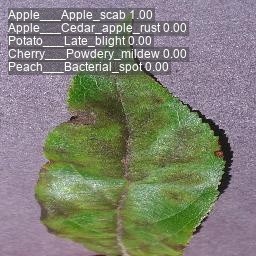 Apple___Apple_scab 1.00
Apple___Cedar_apple_rust 0.00
Potato___Late_blight 0.00
Cherry___Powdery_mildew 0.00
Peach___Bacterial_spot 0.00